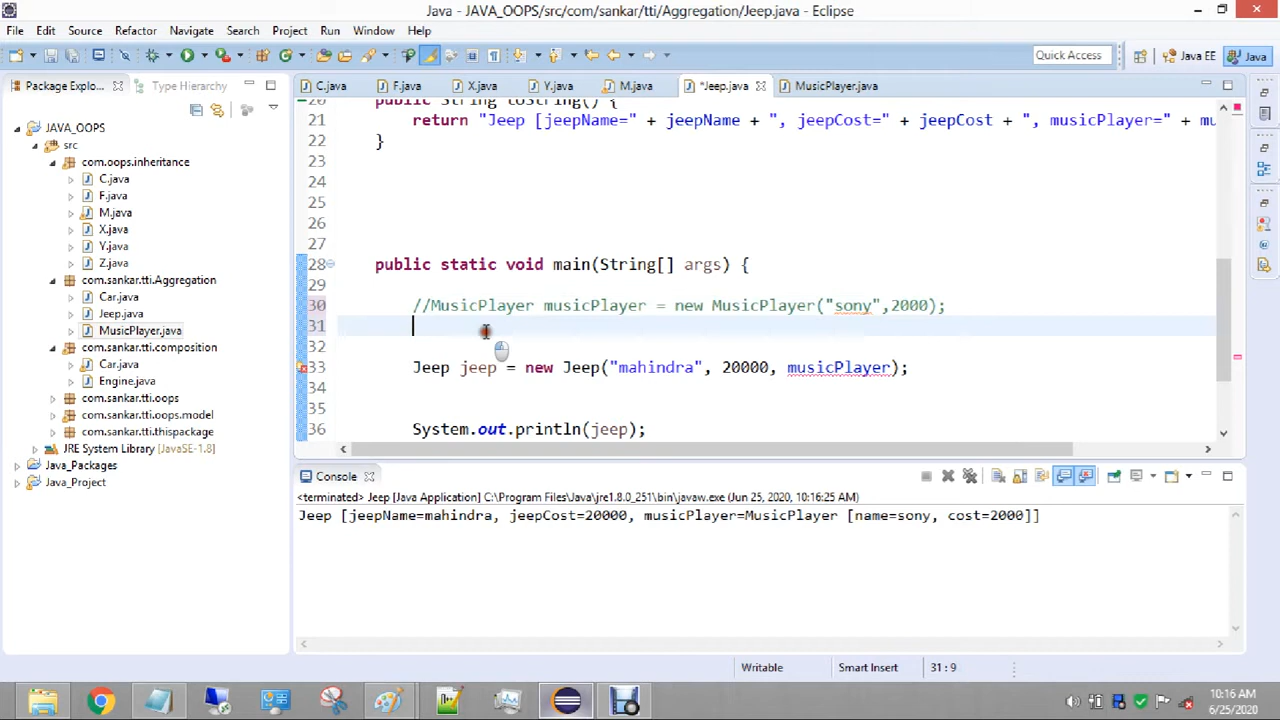 Java - JAVA_OOPS/src/com/sankar/tti/Aggregation/Jeep.java - Eclipse
File Edit Source Refactor Navigate Search Project Run Window Help
Quick Access Java EE Java
Package Explo... Type Hierarchy
C.java F.java X.java Y.java M.java *Jeep.java MusicPlayer.java
JAVA_OOPS
src
com.oops.inheritance
C.java
F.java
M.java
X.java
Y.java
Z.java
com.sankar.tti.Aggregation
Car.java
Jeep.java
MusicPlayer.java
com.sankar.tti.composition
Car.java
Engine.java
com.sankar.tti.oops
com.sankar.tti.oops.model
com.sankar.tti.thispackage
JRE System Library [JavaSE-1.8]
Java_Packages
Java_Project
20 public String toString() {
21 return "Jeep [jeepName=" + jeepName + ", jeepCost=" + jeepCost + ", musicPlayer=" + mu
22 }
23
24
25
26
27
28 public static void main(String[] args) {
29
30 //MusicPlayer musicPlayer = new MusicPlayer("sony",2000);
31
32
33 Jeep jeep = new Jeep("mahindra", 20000, musicPlayer);
34
35
36 System.out.println(jeep);
Console
<terminated> Jeep [Java Application] C:\Program Files\Java\jre1.8.0_251\bin\javaw.exe (Jun 25, 2020, 10:16:25 AM)
Jeep [jeepName=mahindra, jeepCost=20000, musicPlayer=MusicPlayer [name=sony, cost=2000]]
Writable Smart Insert 31 : 9
10:16 AM
6/25/2020